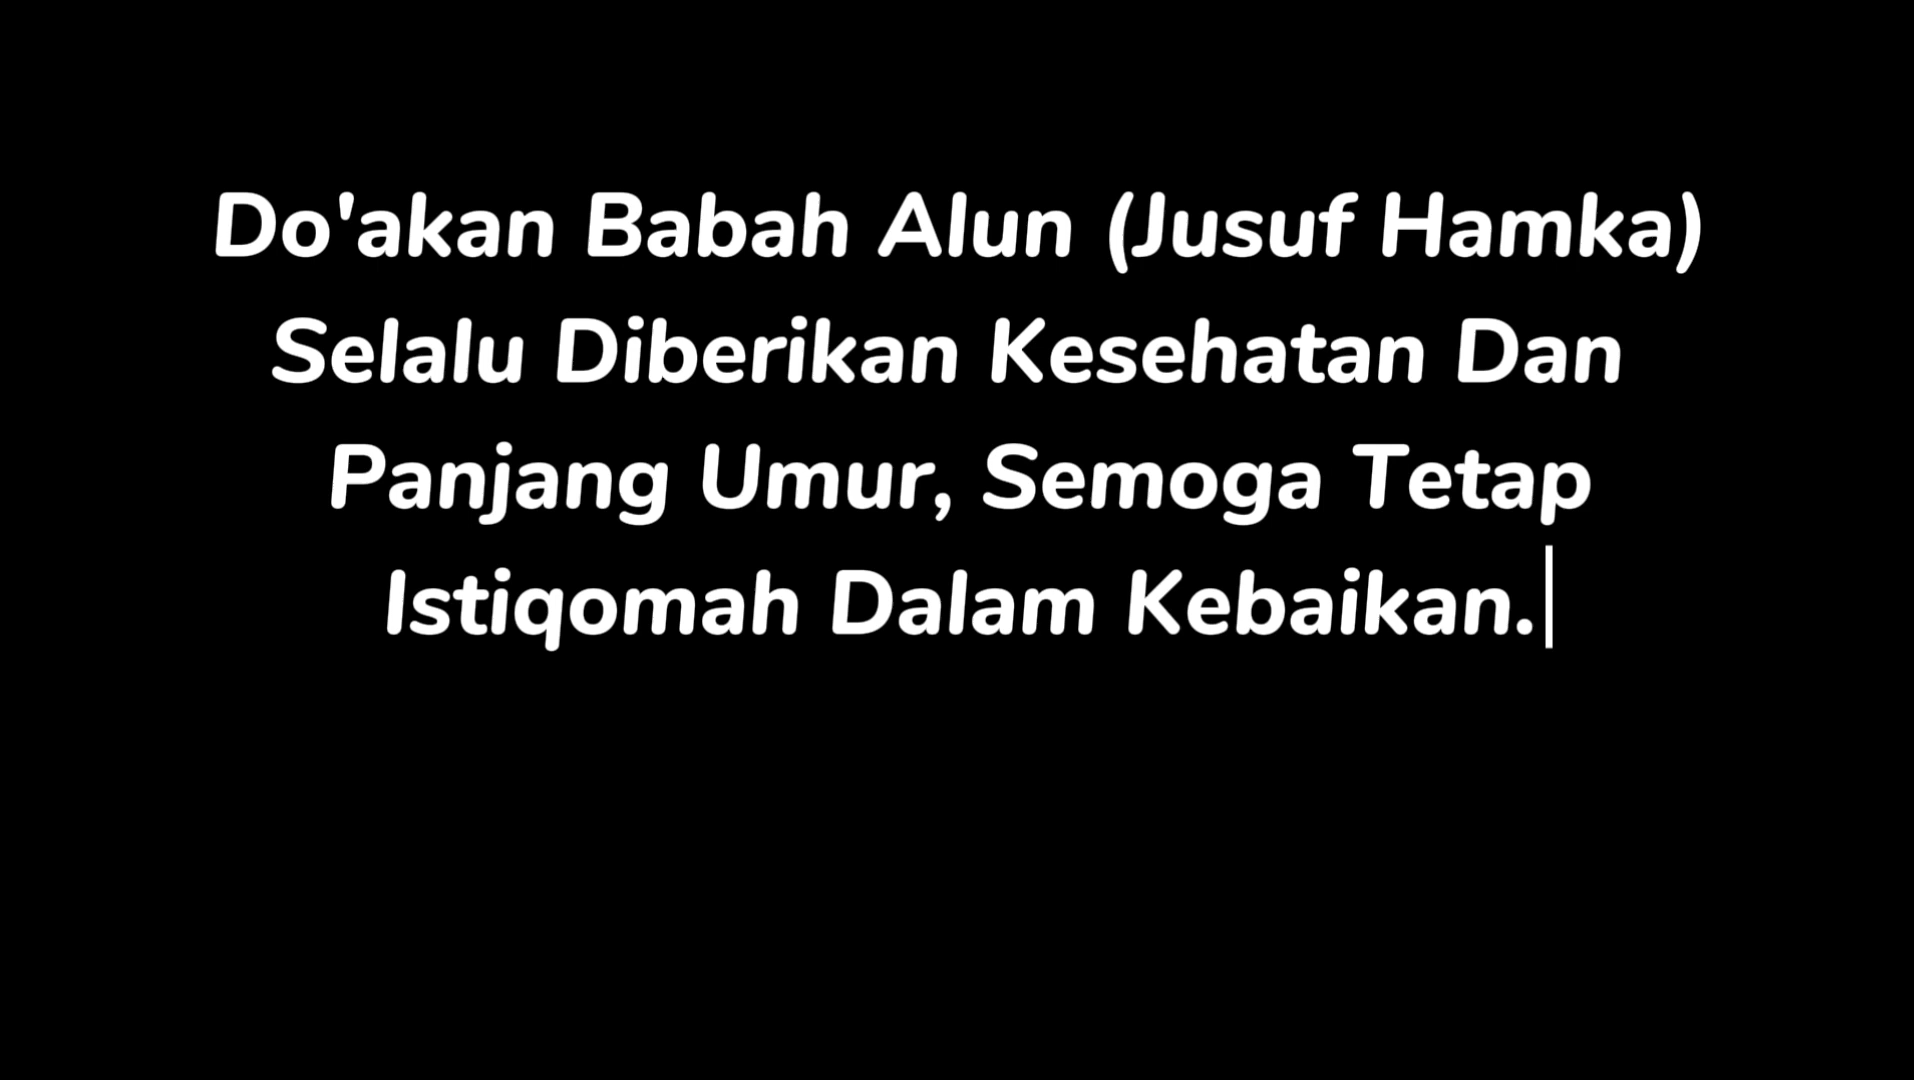 Do'akan Babah Alun (Jusuf Hamka)
Selalu Diberikan Kesehatan Dan
Panjang Umur, Semoga Tetap
Istiqomah Dalam Kebaikan.